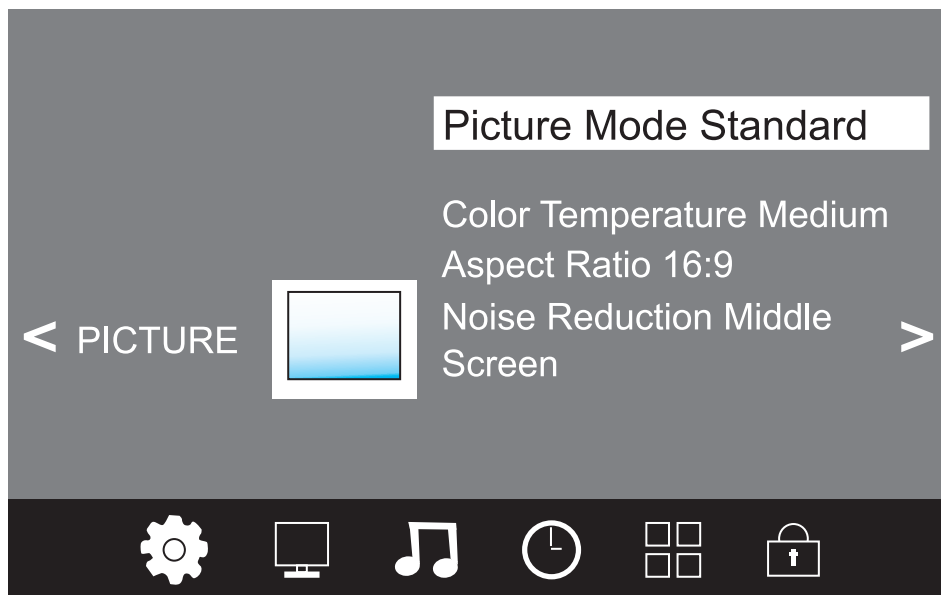 Picture Mode Standard
Color Temperature Medium
Aspect Ratio 16:9
< PICTURE
Noise Reduction Middle
>
Screen